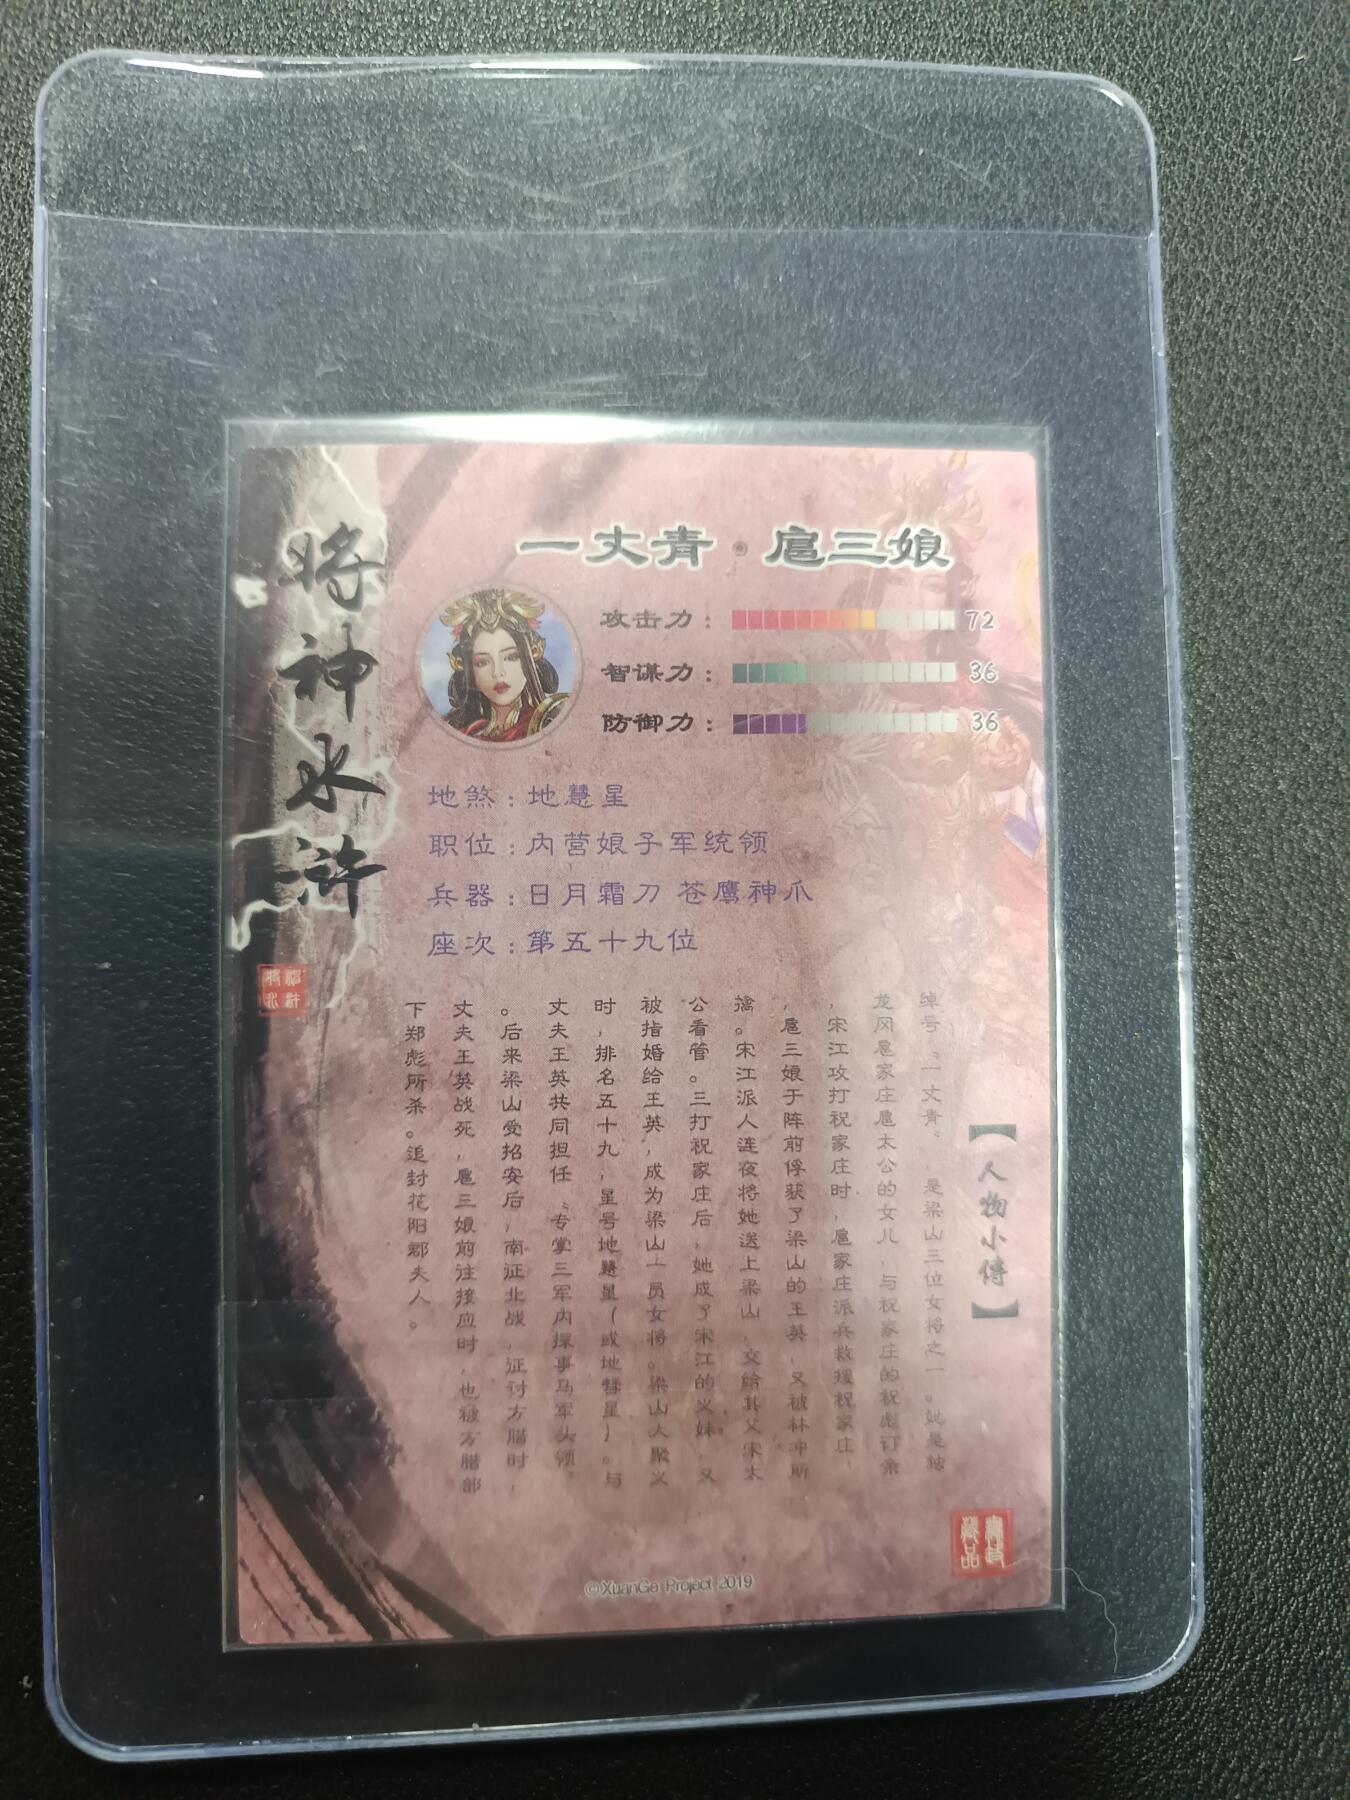 将神水浒
一丈青·扈三娘
攻击力：72
智谋力：36
防御力：36
地煞：地慧星
职位：内营娘子军统领
兵器：日月霜刀 苍鹰神爪
座次：第五十九位
【人物小传】
绰号“一丈青”，是梁山三位女将之一。她是独
龙冈扈家庄扈太公的女儿，与祝家庄的祝彪订亲
，宋江攻打祝家庄时，扈家庄派兵救援祝家庄，
，扈三娘于阵前俘获了梁山的王英，又被林冲所
擒。宋江派人连夜将她送上梁山，交给其父宋太
公看管。三打祝家庄后，她成了宋江的义妹，又
被指婚给王英，成为梁山一员女将。梁山大聚义
时，排名五十九，星号地慧星（或地彗星）。与
丈夫王英共同担任“专掌三军内探事马军头领”
。后来梁山受招安后，南征北战，征讨方腊时，
丈夫王英战死，扈三娘前往接应时，也被方腊部
下郑彪所杀。追封花阳郡夫人。
藏品
©XuanGe Project 2019